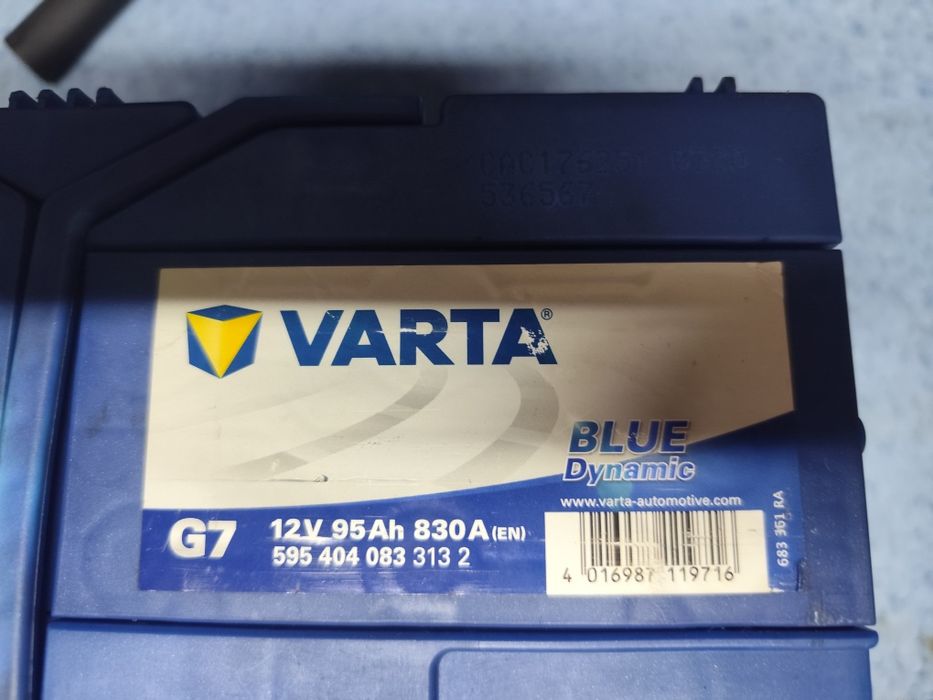 536567
VARTA®
BLUE
Dynamic
www.varta-automotive.com
G7 12V 95Ah 830A(EN)
595 404 083 313 2
4 016987 119716
683 361 RA